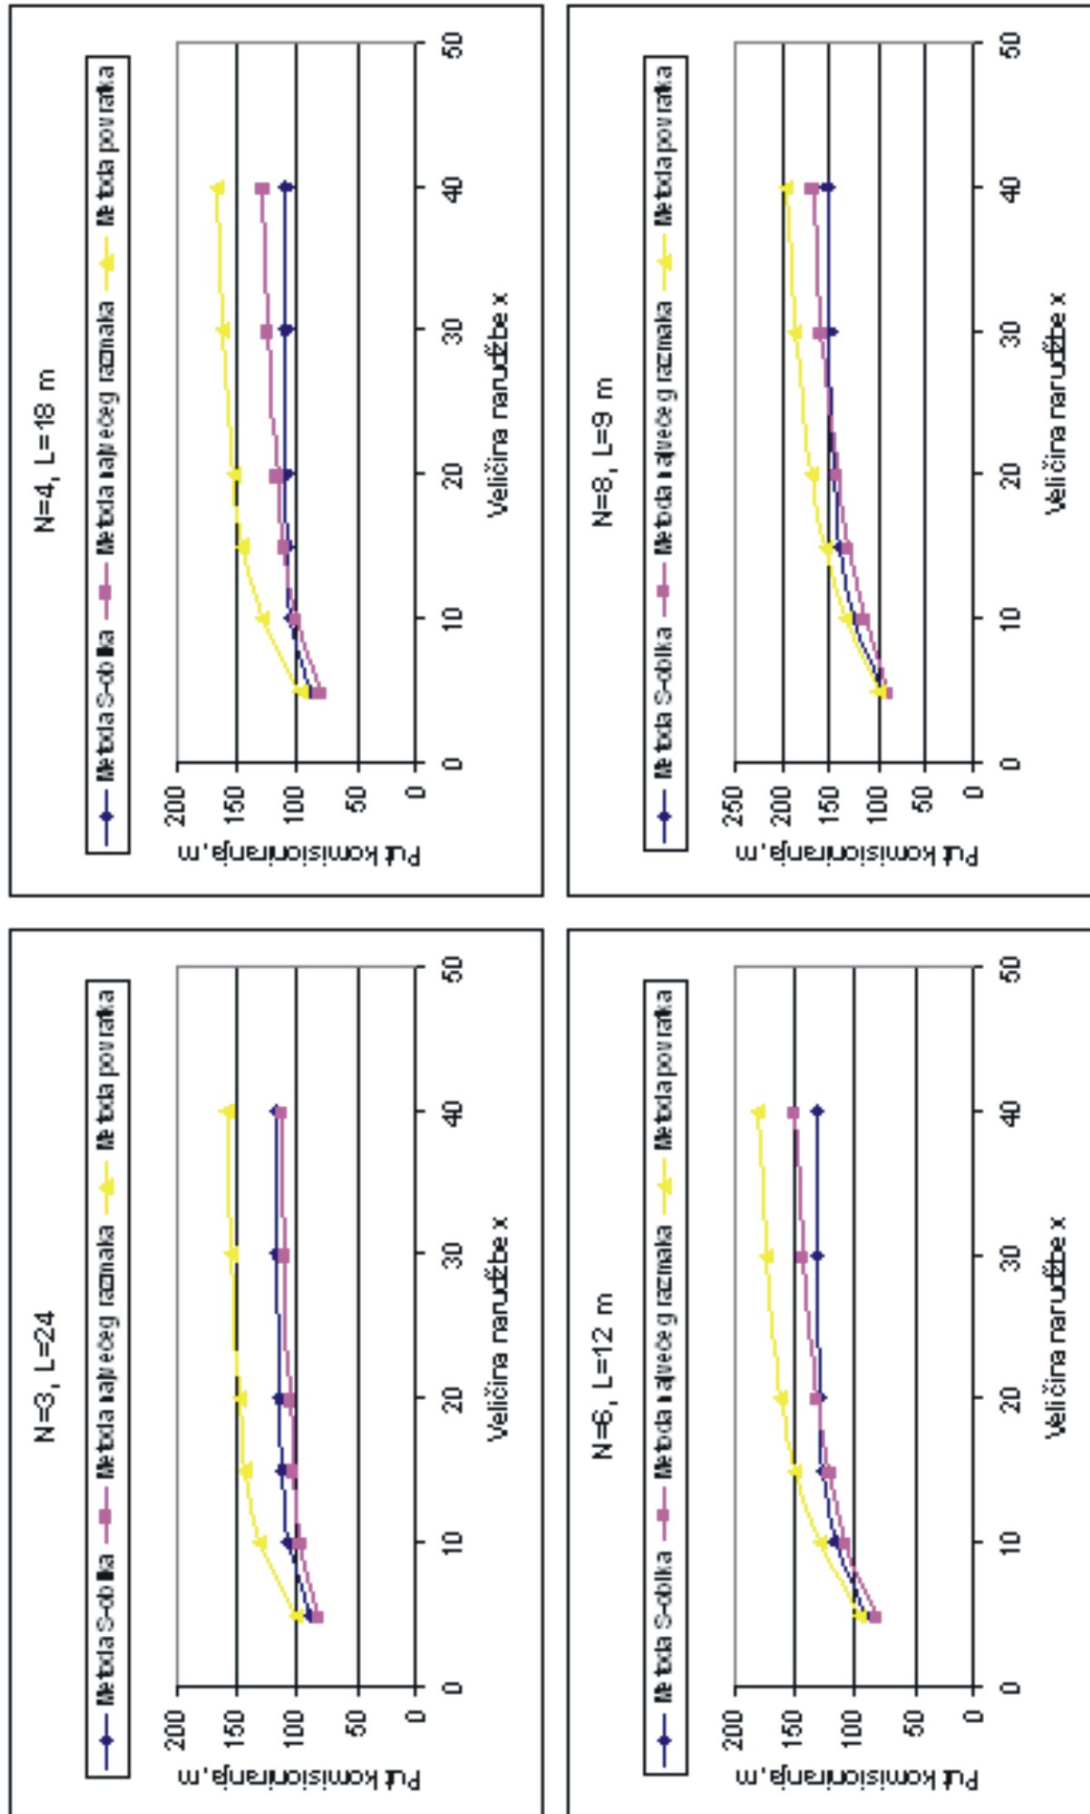 N=3, L=24
Metoda S-oblika Metoda najvećeg razmaka Metoda povratka
Put komisioniranja, m
200
150
100
50
0
0 10 20 30 40 50
Veličina narudžbe x
N=4, L=18 m
Metoda S-oblika Metoda najvećeg razmaka Metoda povratka
Put komisioniranja, m
200
150
100
50
0
0 10 20 30 40 50
Veličina narudžbe x
N=6, L=12 m
Metoda S-oblika Metoda najvećeg razmaka Metoda povratka
Put komisioniranja, m
200
150
100
50
0
0 10 20 30 40 50
Veličina narudžbe x
N=8, L=9 m
Metoda S-oblika Metoda najvećeg razmaka Metoda povratka
Put komisioniranja, m
250
200
150
100
50
0
0 10 20 30 40 50
Veličina narudžbe x